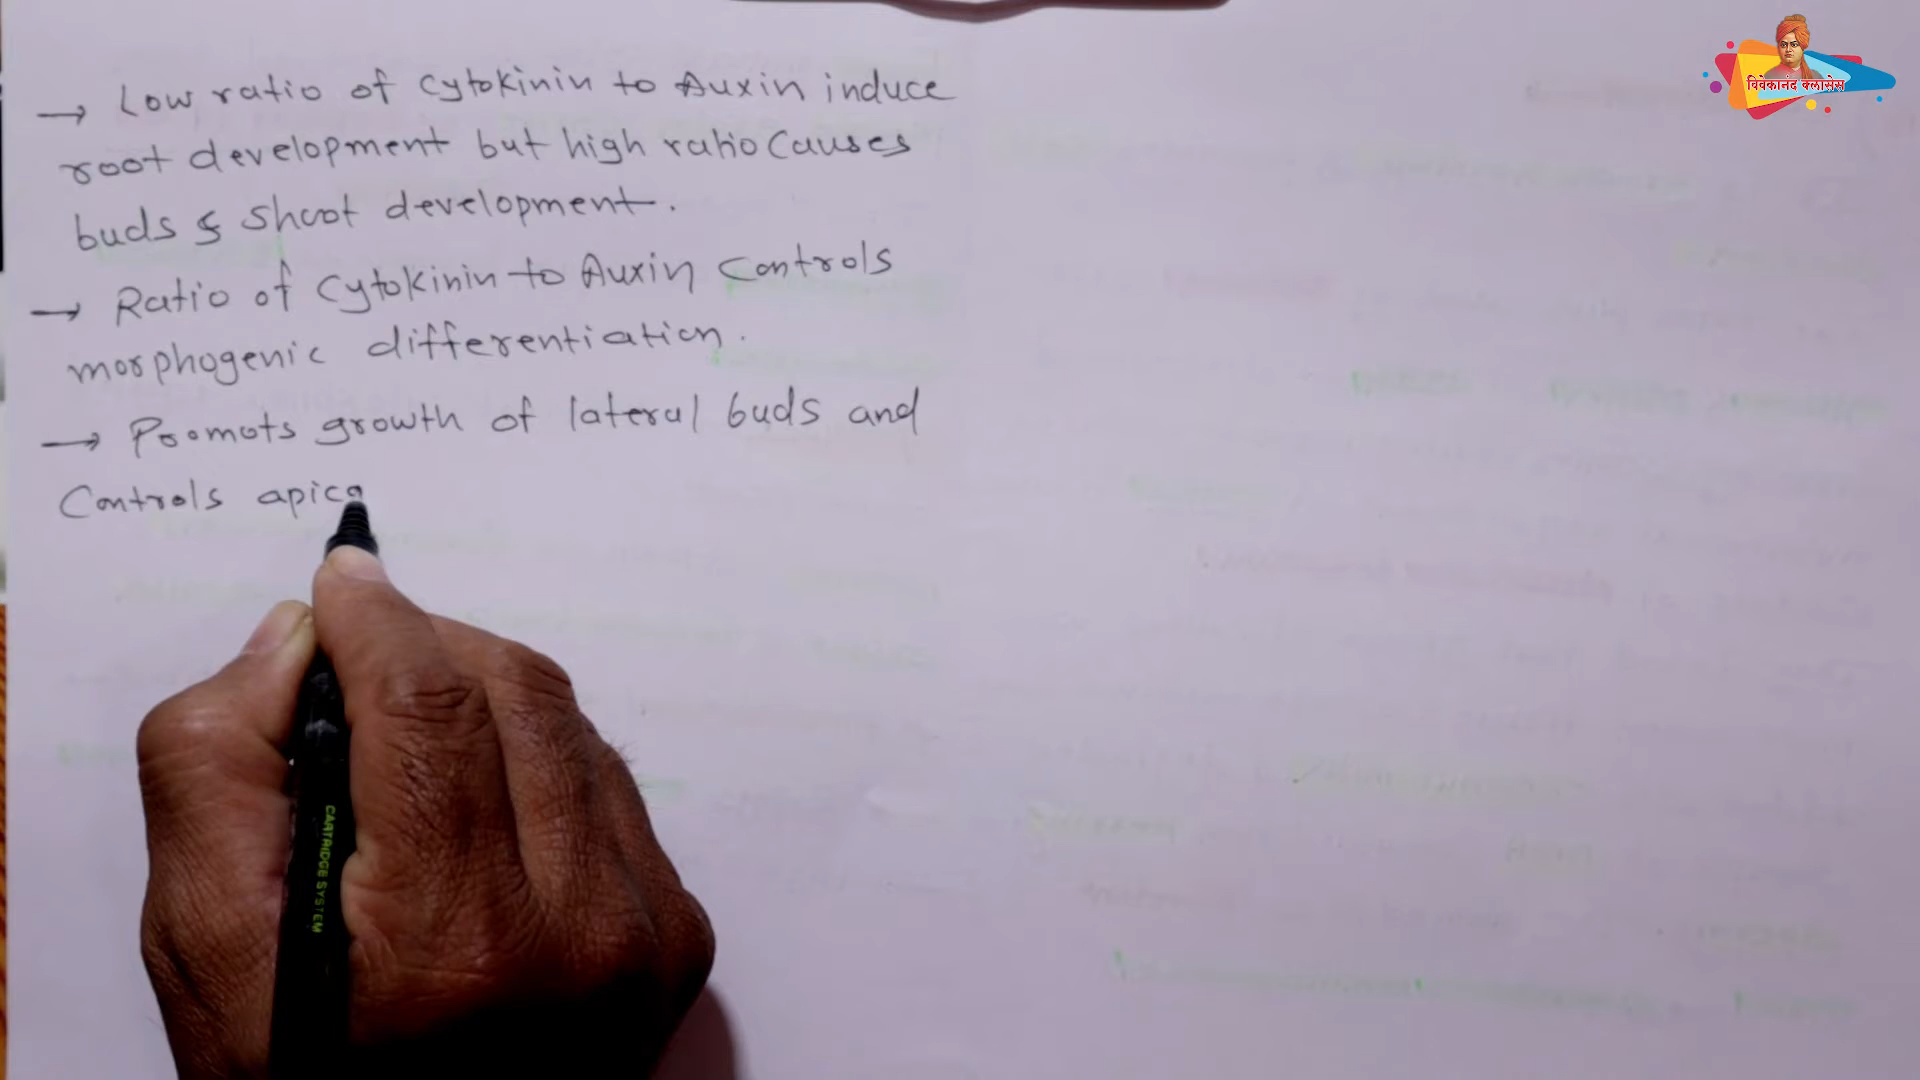 → Low ratio of Cytokinin to Auxin induce
root development but high ratio Causes
buds & shoot development.
→ Ratio of Cytokinin to Auxin Controls
morphogenic differentiation.
→ Promots growth of lateral buds and
Controls apica
विवेकानंद क्लासेस
CARTRIDGE SYSTEM